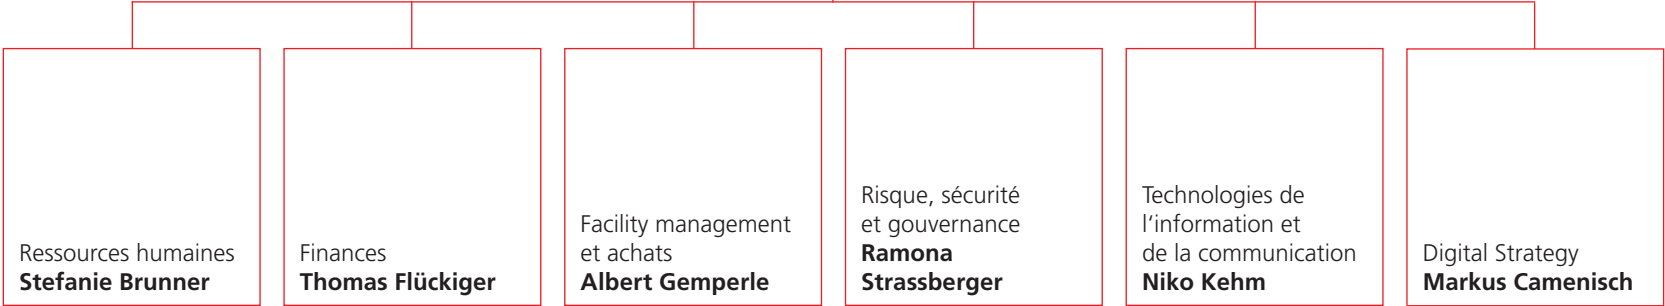 Ressources humaines
Stefanie Brunner
Finances
Thomas Flückiger
Facility management
et achats
Albert Gemperle
Risque, sécurité
et gouvernance
Ramona
Strassberger
Technologies de
l‘information et
de la communication
Niko Kehm
Digital Strategy
Markus Camenisch